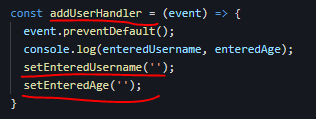 const addUserHandler = (event) => {
event.preventDefault();
console.log(enteredUsername, enteredAge);
setEnteredUsername('');
setEnteredAge('');
}